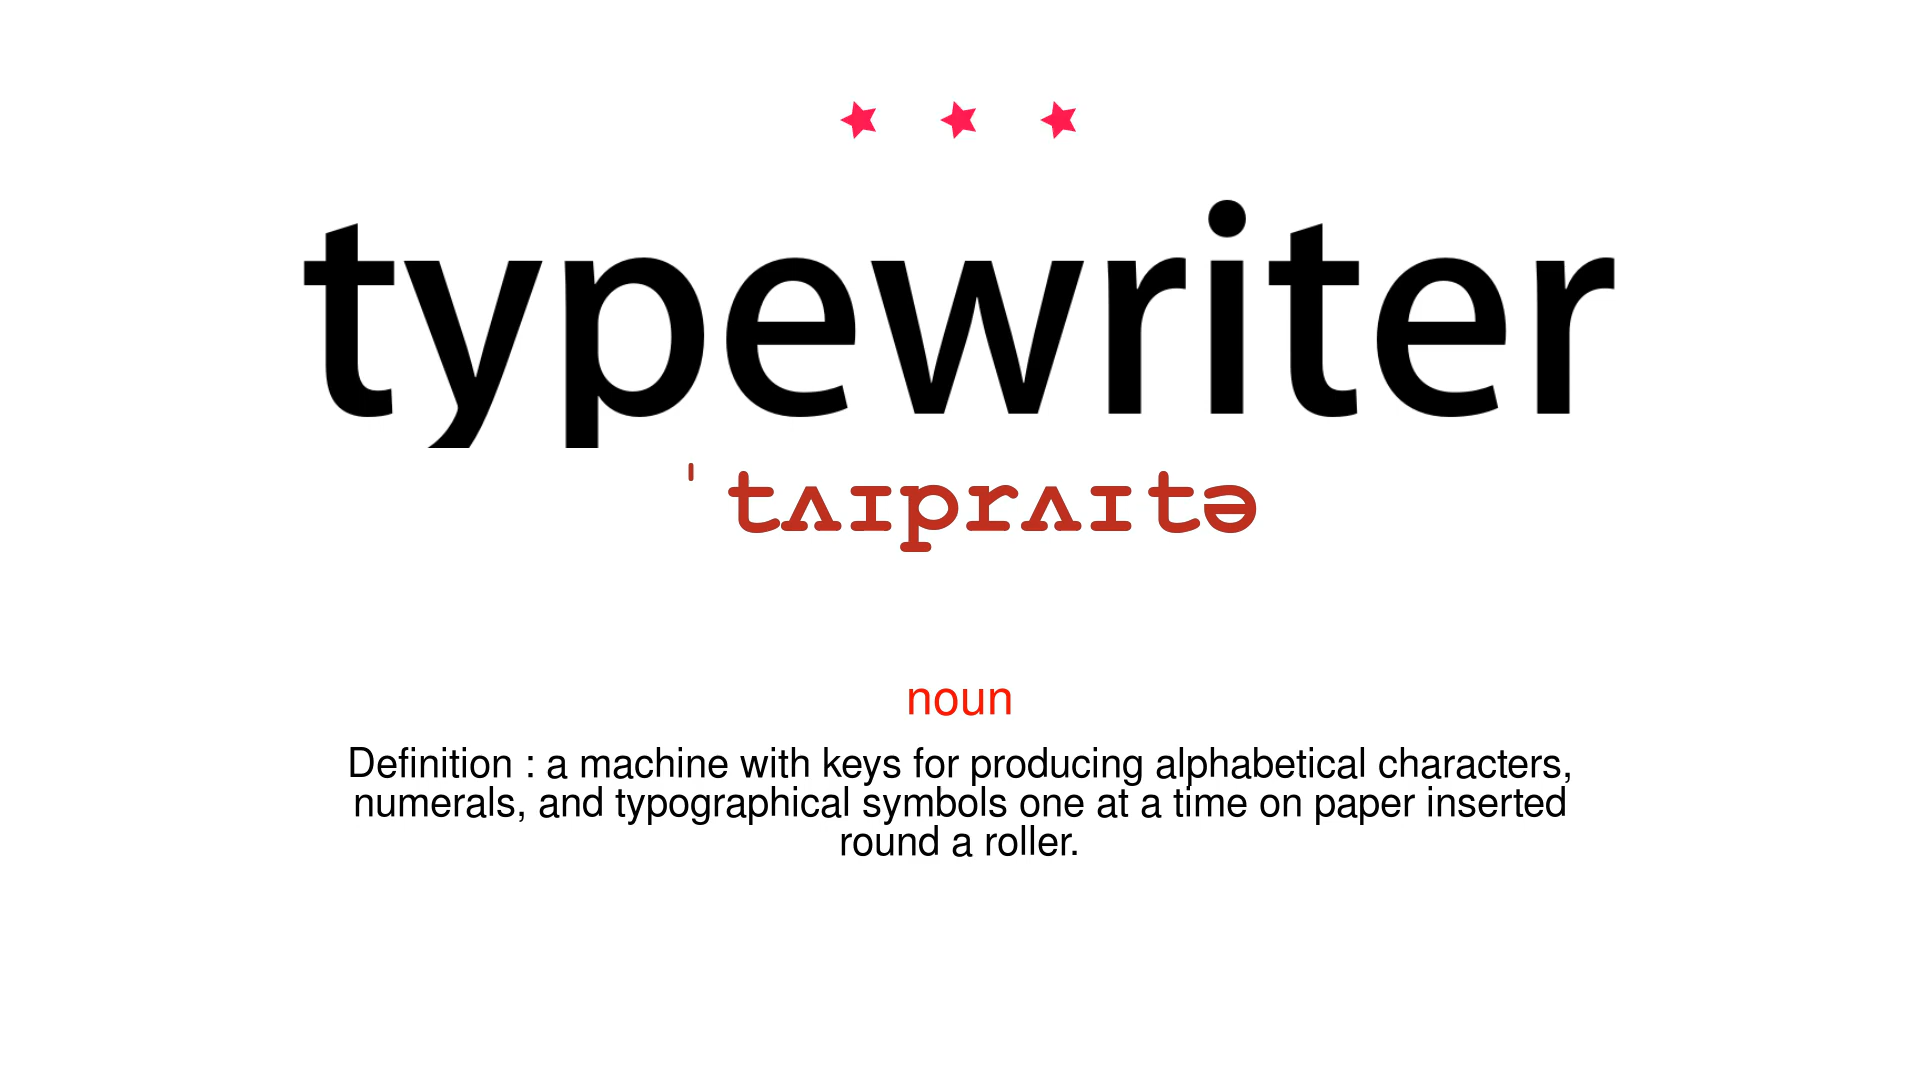 typewriter
ˈtʌɪprʌɪtə
noun
Definition : a machine with keys for producing alphabetical characters,
numerals, and typographical symbols one at a time on paper inserted
round a roller.